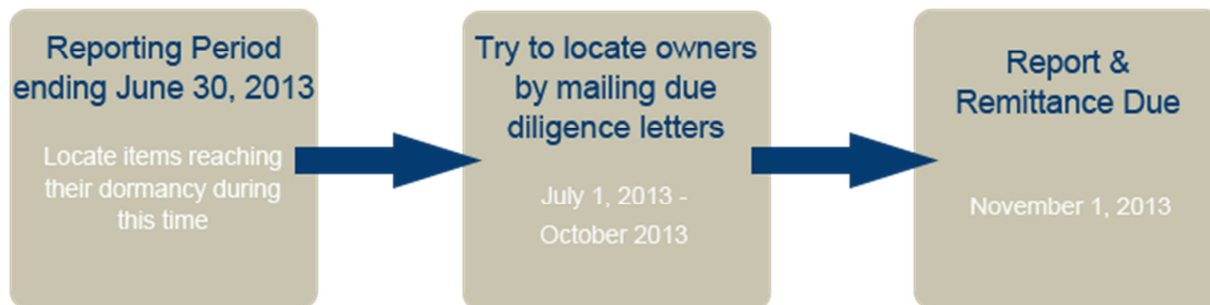 Reporting Period
ending June 30, 2013
Locate items reaching
their dormancy during
this time
Try to locate owners
by mailing due
diligence letters
July 1, 2013 -
October 2013
Report &
Remittance Due
November 1, 2013